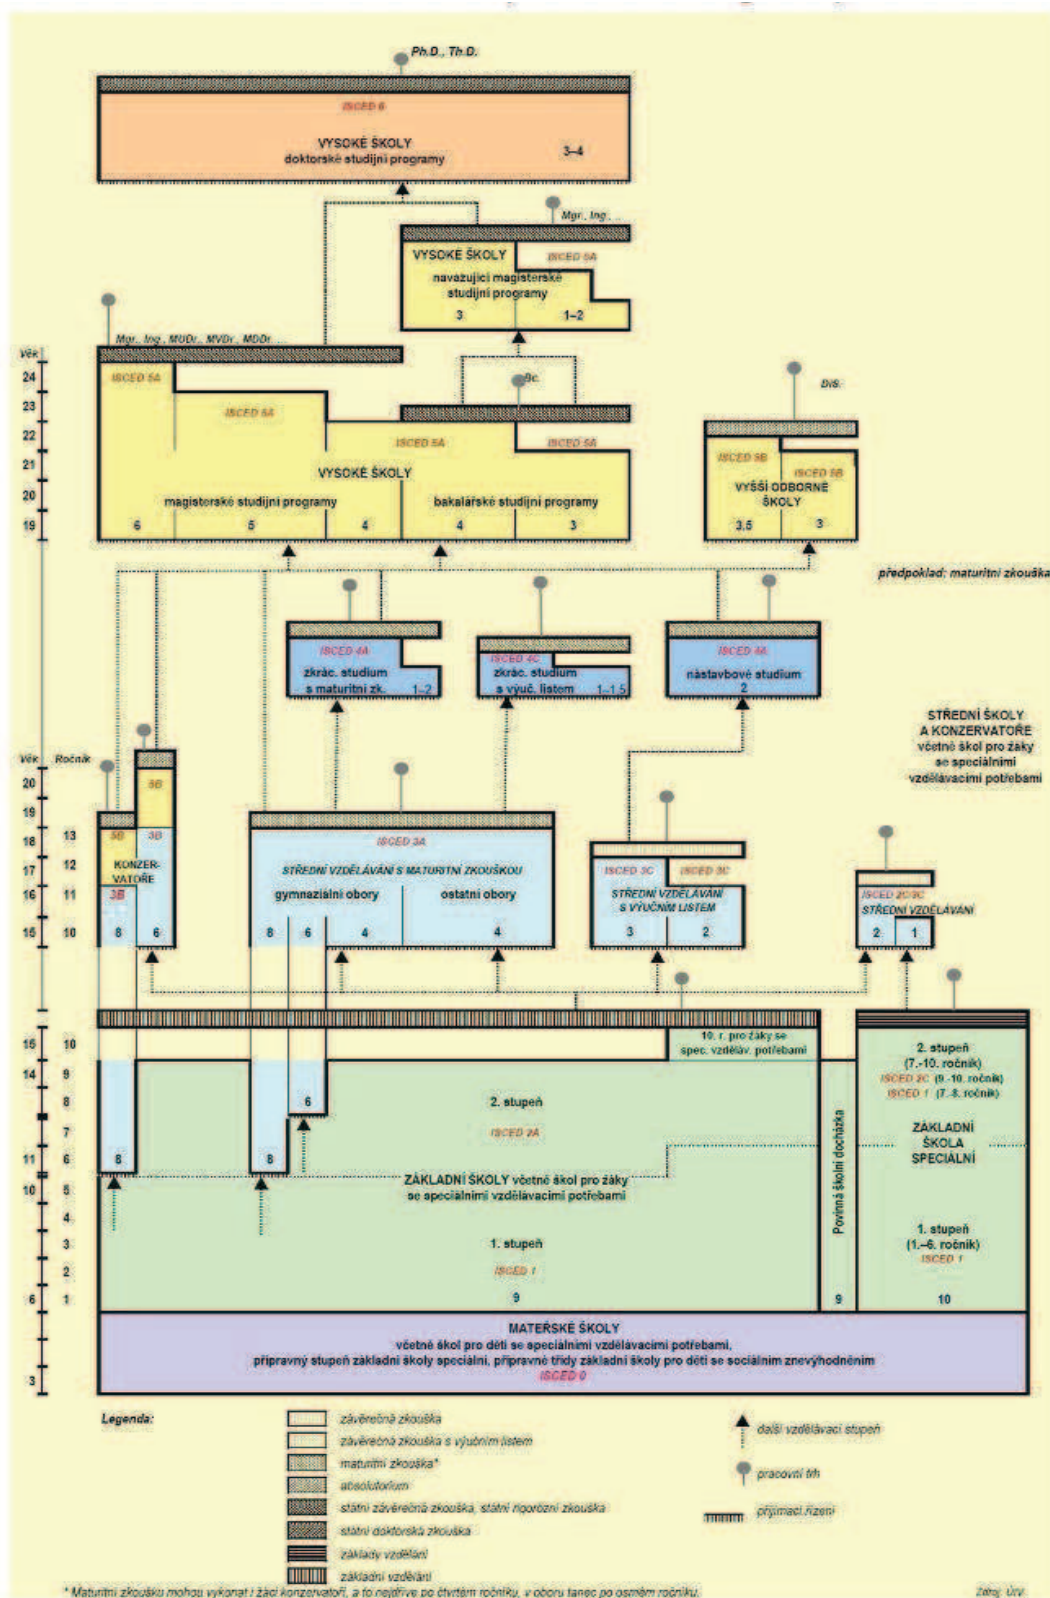 Ph.D., Th.D.
ISCED 6
VYSOKÉ ŠKOLY
doktorské studijní programy
3–4
Mgr., Ing., ...
VYSOKÉ ŠKOLY
ISCED 5A
navazující magisterské
studijní programy
3
1–2
Mgr., Ing., MUDr., MVDr., MDDr. ...
Věk
24
23
22
21
20
19
ISCED 5A
ISCED 5A
ISCED 5A
Bc.
ISCED 5A
VYSOKÉ ŠKOLY
magisterské studijní programy
bakalářské studijní programy
6
5
4
4
3
DiS.
ISCED 5B
ISCED 5B
VYŠŠÍ ODBORNÉ
ŠKOLY
3,5
3
předpoklad: maturitní zkouška
ISCED 4A
zkrác. studium
s maturitní zk.
1–2
ISCED 4C
zkrác. studium
s výuč. listem
1–1,5
ISCED 4A
nástavbové studium
2
STŘEDNÍ ŠKOLY
A KONZERVATOŘE
včetně škol pro žáky
se speciálními
vzdělávacími potřebami
Věk
Ročník
20
19
18
13
17
12
16
11
15
10
5B
5B
3B
KONZER-
VATOŘE
3B
8
6
ISCED 3A
STŘEDNÍ VZDĚLÁVÁNÍ S MATURITNÍ ZKOUŠKOU
gymnaziální obory
ostatní obory
8
6
4
4
ISCED 3C
ISCED 3C
STŘEDNÍ VZDĚLÁVÁNÍ
S VÝUČNÍM LISTEM
3
2
ISCED 2C/3C
STŘEDNÍ VZDĚLÁVÁNÍ
2
1
15
10
14
9
8
7
11
6
10
5
4
3
2
6
1
3
10. r. pro žáky se
spec. vzděláv. potřebami
6
8
8
2. stupeň
ISCED 2A
ZÁKLADNÍ ŠKOLY včetně škol pro žáky
se speciálními vzdělávacími potřebami
1. stupeň
ISCED 1
9
Povinná školní docházka
9
2. stupeň
(7.-10. ročník)
ISCED 2C (9.-10. ročník)
ISCED 1 (7.-8. ročník)
ZÁKLADNÍ
ŠKOLA
SPECIÁLNÍ
1. stupeň
(1.–6. ročník)
ISCED 1
10
MATEŘSKÉ ŠKOLY
včetně škol pro děti se speciálními vzdělávacími potřebami,
přípravný stupeň základní školy speciální, přípravné třídy základní školy pro děti se sociálním znevýhodněním
ISCED 0
Legenda:
závěrečná zkouška
závěrečná zkouška s výučním listem
maturitní zkouška*
absolutorium
státní závěrečná zkouška, státní rigorózní zkouška
státní doktorská zkouška
základy vzdělání
základní vzdělání
další vzdělávací stupeň
pracovní trh
přijímací řízení
* Maturitní zkoušku mohou vykonat i žáci konzervatoří, a to nejdříve po čtvrtém ročníku, v oboru tanec po osmém ročníku.
Zdroj: ÚIV